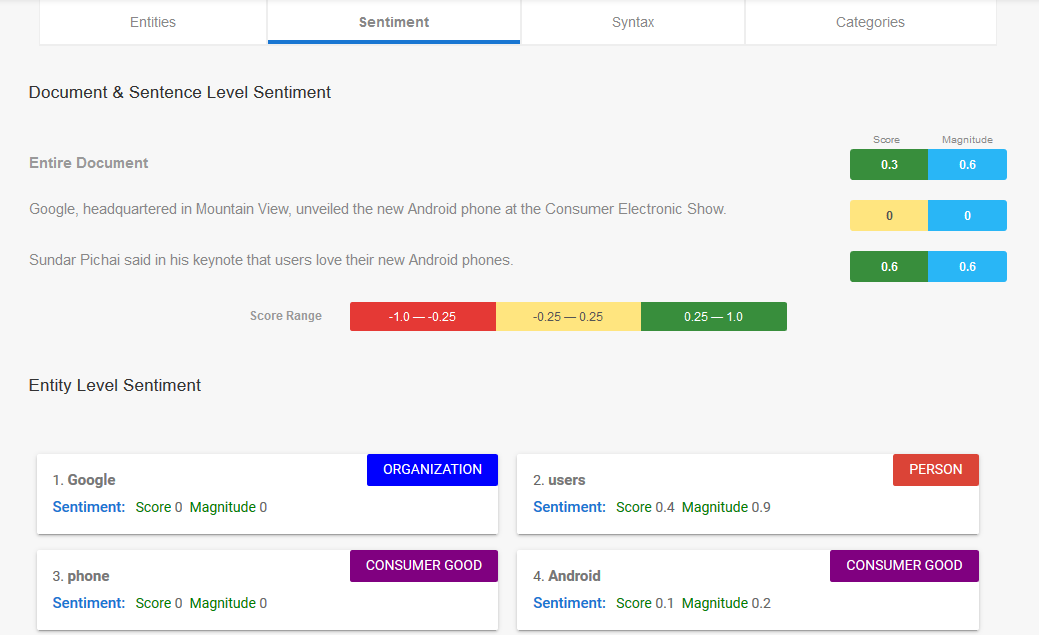 Entities Sentiment Syntax Categories
Document & Sentence Level Sentiment
Score Magnitude
Entire Document 0.3 0.6
Google, headquartered in Mountain View, unveiled the new Android phone at the Consumer Electronic Show. 0 0
Sundar Pichai said in his keynote that users love their new Android phones. 0.6 0.6
Score Range -1.0 — -0.25 -0.25 — 0.25 0.25 — 1.0
Entity Level Sentiment
ORGANIZATION
1. Google
Sentiment: Score 0 Magnitude 0
PERSON
2. users
Sentiment: Score 0.4 Magnitude 0.9
CONSUMER GOOD
3. phone
Sentiment: Score 0 Magnitude 0
CONSUMER GOOD
4. Android
Sentiment: Score 0.1 Magnitude 0.2